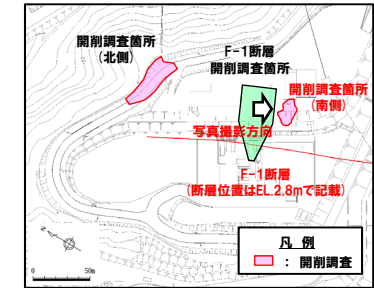 開削調査箇所
(北側)
F-1断層
開削調査箇所
開削調査箇所
(南側)
写真撮影方向
F-1断層
(断層位置はEL.2.8mで記載)
凡 例
: 開削調査
N
0 50m